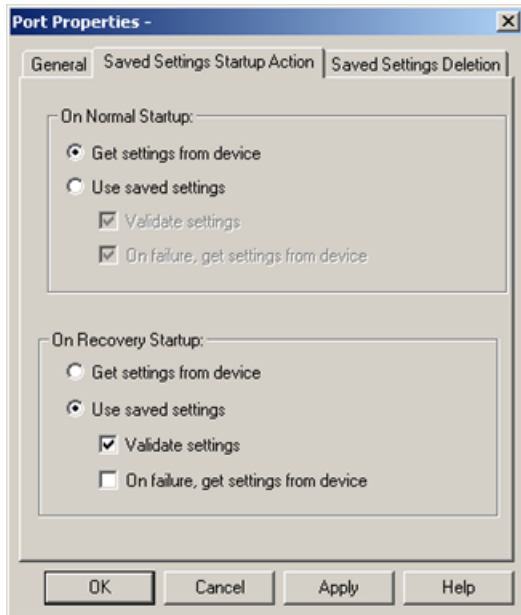 Port Properties -
General Saved Settings Startup Action Saved Settings Deletion
On Normal Startup:
Get settings from device
Use saved settings
Validate settings
On failure, get settings from device
On Recovery Startup:
Get settings from device
Use saved settings
Validate settings
On failure, get settings from device
OK Cancel Apply Help